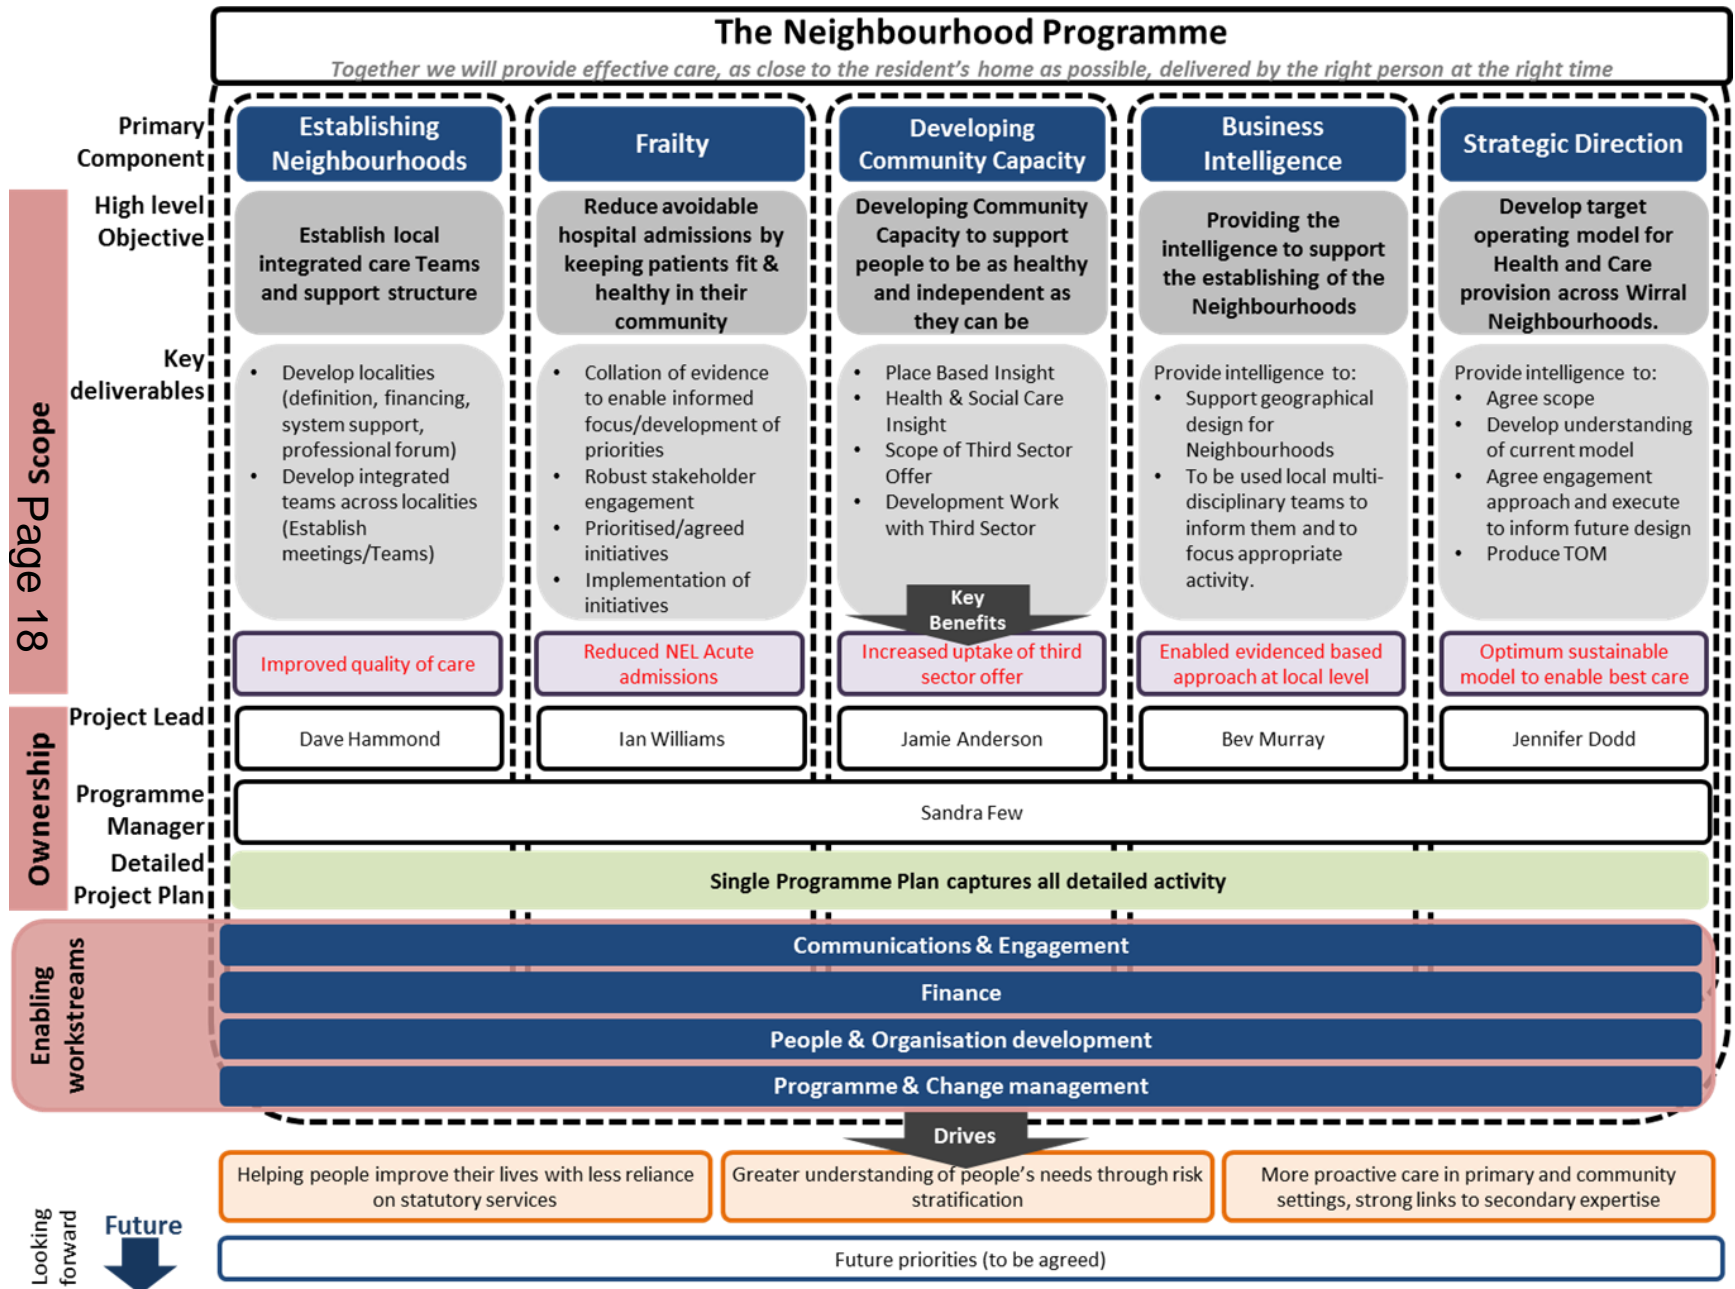 The Neighbourhood Programme
Together we will provide effective care, as close to the resident's home as possible, delivered by the right person at the right time
Primary
Component
Establishing
Neighbourhoods
Frailty
Developing
Community Capacity
Business
Intelligence
Strategic Direction
Scope
Page 18
High level
Objective
Establish local
integrated care Teams
and support structure
Reduce avoidable
hospital admissions by
keeping patients fit &
healthy in their
community
Developing Community
Capacity to support
people to be as healthy
and independent as
they can be
Providing the
intelligence to support
the establishing of the
Neighbourhoods
Develop target
operating model for
Health and Care
provision across Wirral
Neighbourhoods.
Key
deliverables
• Develop localities
(definition, financing,
system support,
professional forum)
• Develop integrated
teams across localities
(Establish
meetings/Teams)
• Collation of evidence
to enable informed
focus/development of
priorities
• Robust stakeholder
engagement
• Prioritised/agreed
initiatives
• Implementation of
initiatives
• Place Based Insight
• Health & Social Care
Insight
• Scope of Third Sector
Offer
• Development Work
with Third Sector
Provide intelligence to:
• Support geographical
design for
Neighbourhoods
• To be used local multi-
disciplinary teams to
inform them and to
focus appropriate
activity.
Provide intelligence to:
• Agree scope
• Develop understanding
of current model
• Agree engagement
approach and execute
to inform future design
• Produce TOM
Key
Benefits
Improved quality of care
Reduced NEL Acute
admissions
Increased uptake of third
sector offer
Enabled evidenced based
approach at local level
Optimum sustainable
model to enable best care
Ownership
Project Lead
Dave Hammond
Ian Williams
Jamie Anderson
Bev Murray
Jennifer Dodd
Programme
Manager
Sandra Few
Detailed
Project Plan
Single Programme Plan captures all detailed activity
Enabling
workstreams
Communications & Engagement
Finance
People & Organisation development
Programme & Change management
Drives
Helping people improve their lives with less reliance
on statutory services
Greater understanding of people's needs through risk
stratification
More proactive care in primary and community
settings, strong links to secondary expertise
Looking
forward
Future
Future priorities (to be agreed)